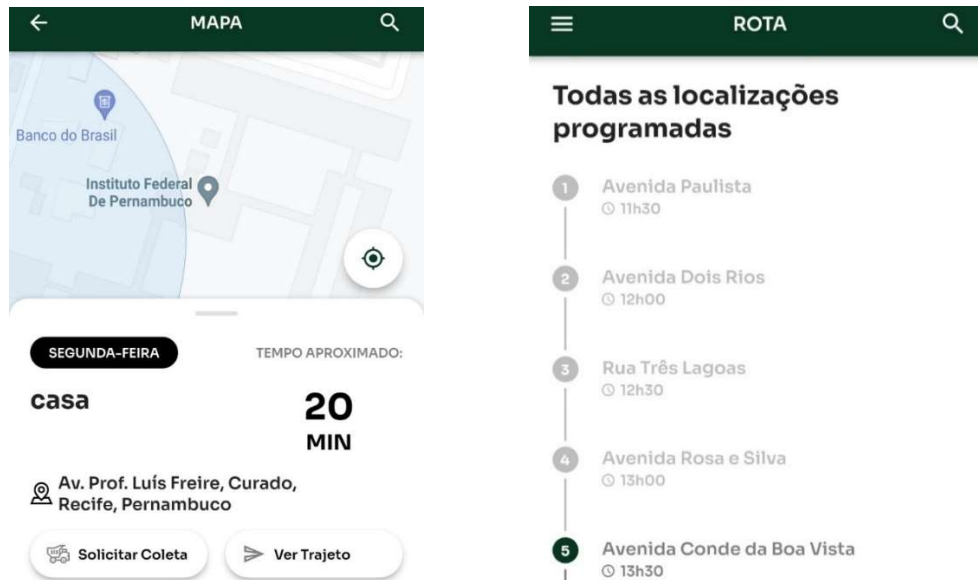 MAPA
Banco do Brasil
Instituto Federal
De Pernambuco
SEGUNDA-FEIRA
TEMPO APROXIMADO:
casa
20
MIN
Av. Prof. Luís Freire, Curado,
Recife, Pernambuco
Solicitar Coleta
Ver Trajeto
ROTA
Todas as localizações
programadas
1
Avenida Paulista
11h30
2
Avenida Dois Rios
12h00
3
Rua Três Lagoas
12h30
4
Avenida Rosa e Silva
13h00
5
Avenida Conde da Boa Vista
13h30